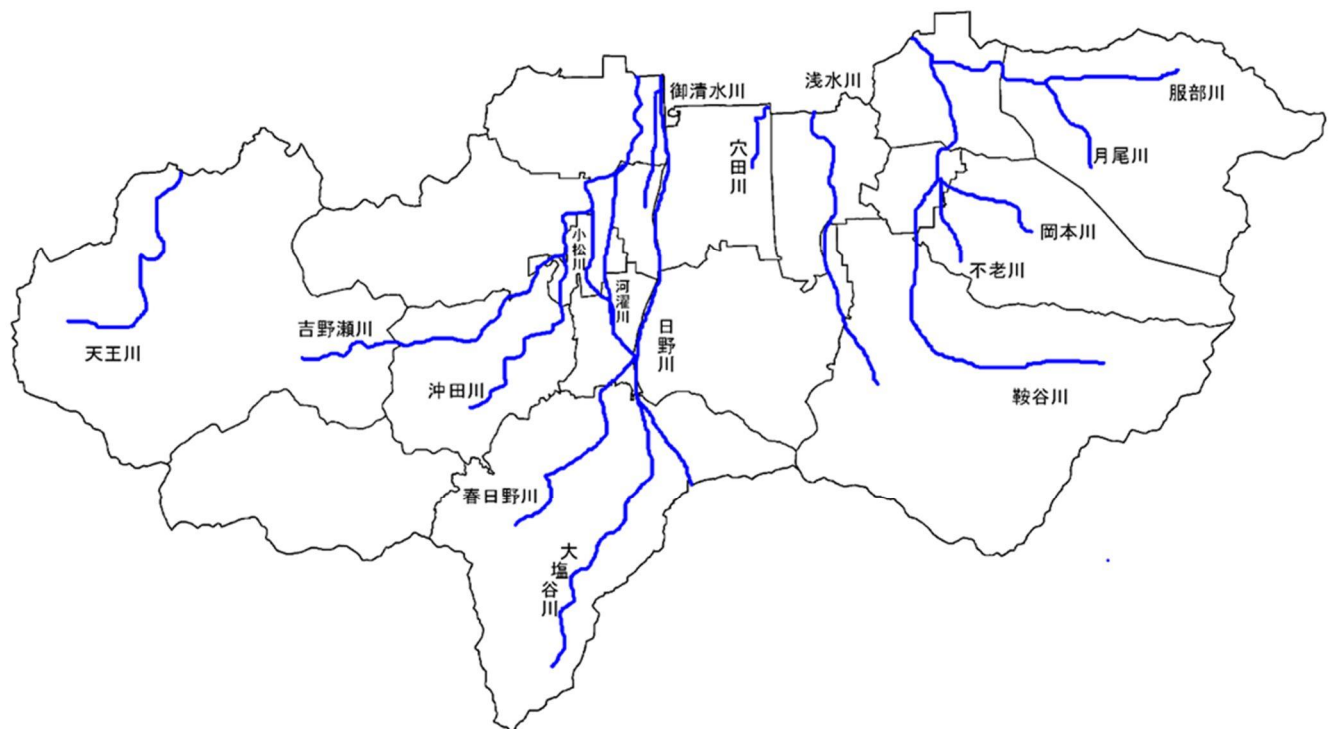 御清水川
浅水川
服部川
穴田川
月尾川
岡本川
小松川
不老川
河濯川
日野川
吉野瀬川
天王川
沖田川
鞍谷川
春日野川
大塩谷川